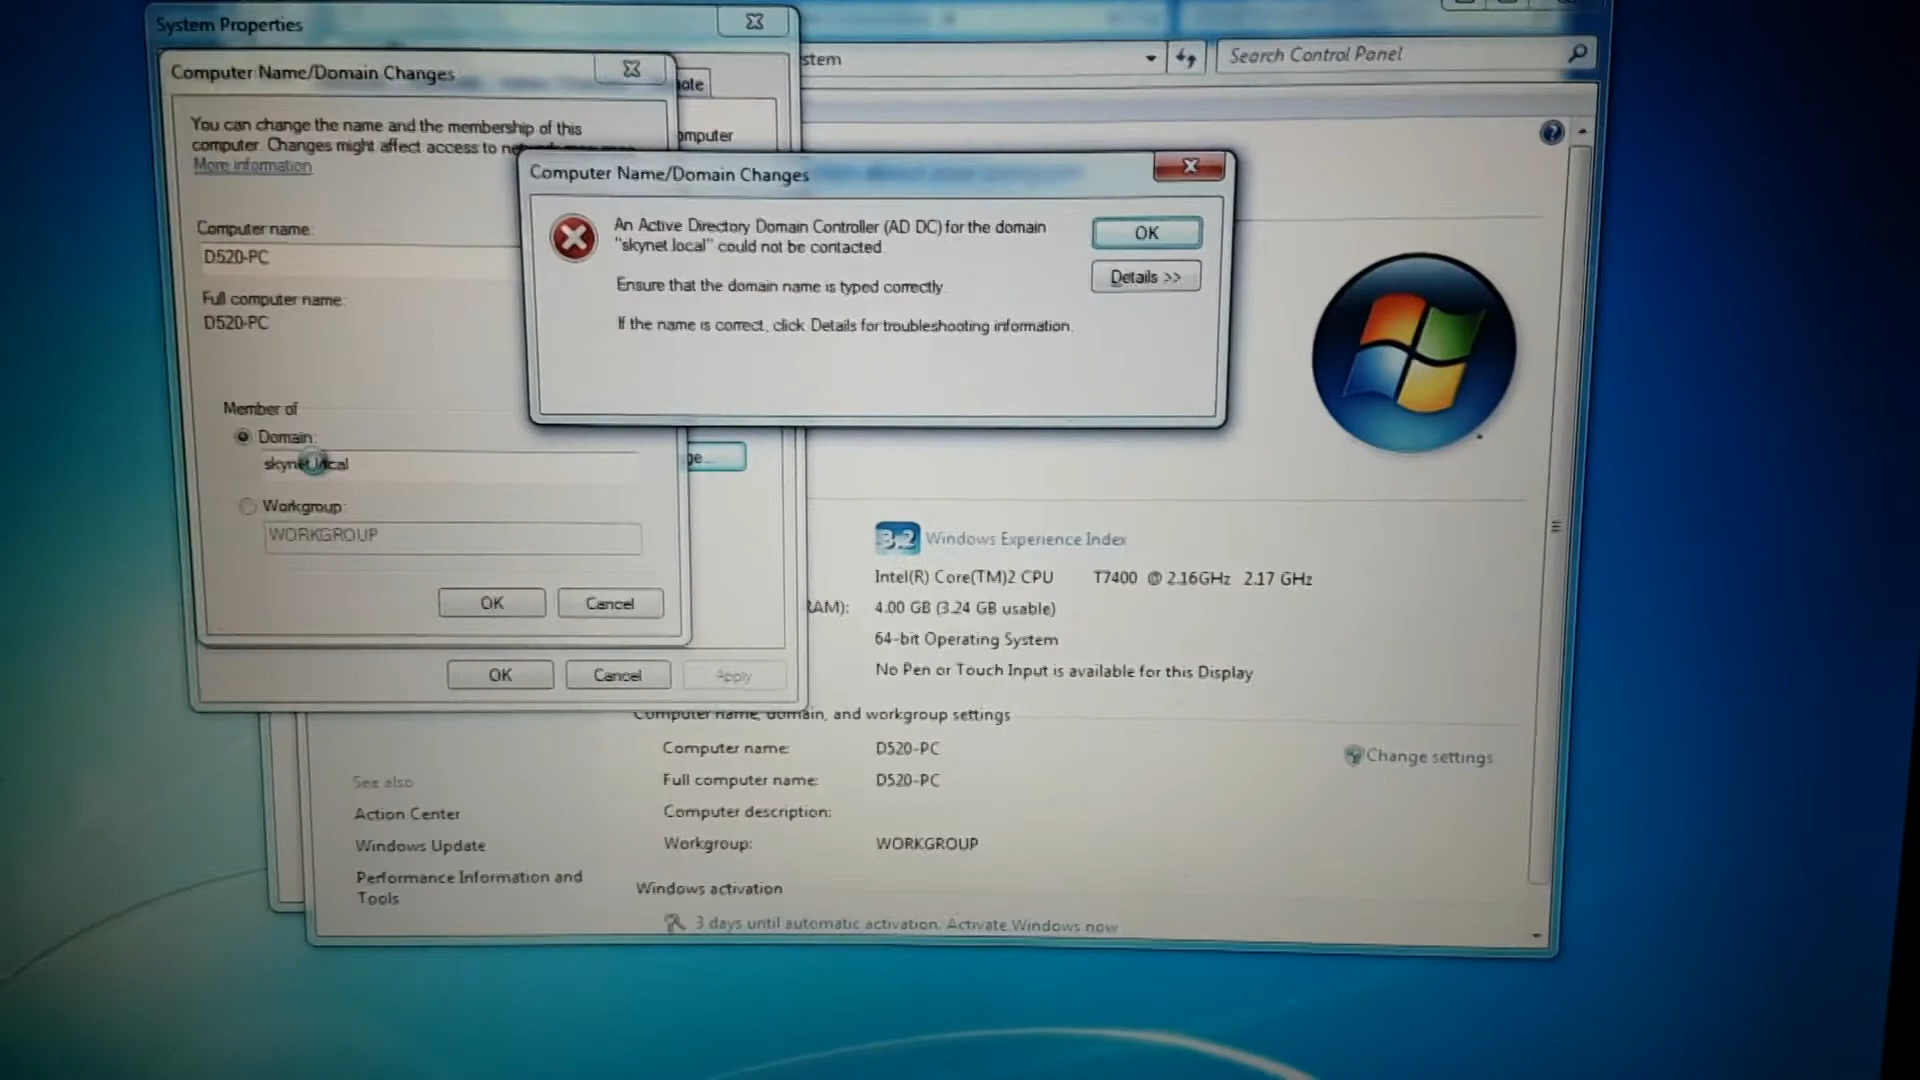 System Properties
Computer Name/Domain Changes
You can change the name and the membership of this
computer. Changes might affect access to
More information
Computer name:
D520-PC
Full computer name:
D520-PC
Member of
Domain:
skynet.local
Workgroup:
WORKGROUP
OK
Cancel
OK
Cancel
Apply
omputer
ge...
stem
Search Control Panel
Computer Name/Domain Changes
An Active Directory Domain Controller (AD DC) for the domain
"skynet.local" could not be contacted.
Ensure that the domain name is typed correctly.
If the name is correct, click Details for troubleshooting information.
OK
Details >>
3.2 Windows Experience Index
Intel(R) Core(TM)2 CPU T7400 @ 2.16GHz 2.17 GHz
RAM): 4.00 GB (3.24 GB usable)
64-bit Operating System
No Pen or Touch Input is available for this Display
Computer name, domain, and workgroup settings
Computer name: D520-PC
Change settings
Full computer name: D520-PC
Computer description:
Workgroup: WORKGROUP
Windows activation
3 days until automatic activation. Activate Windows now
See also
Action Center
Windows Update
Performance Information and
Tools